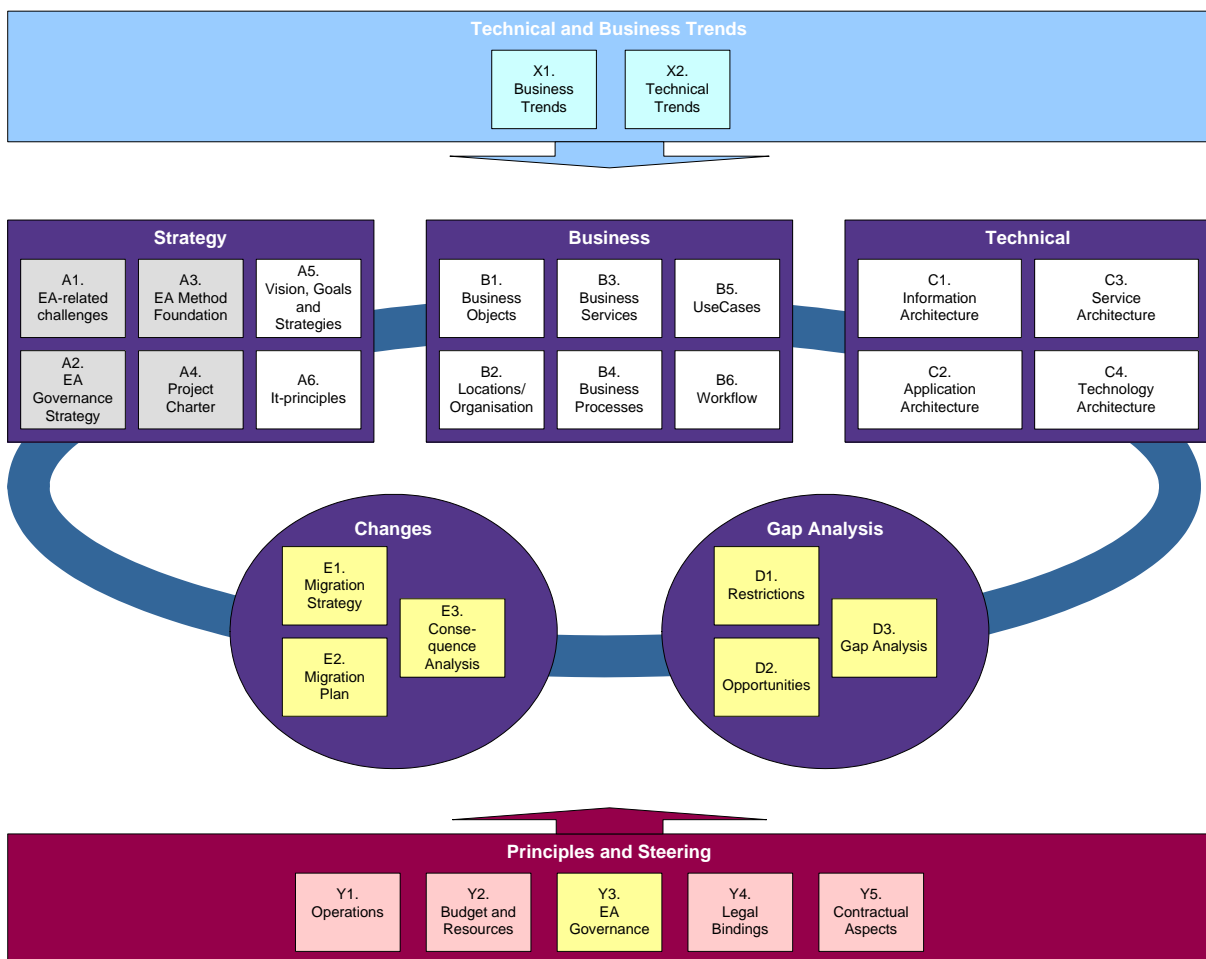 Technical and Business Trends
X1.
Business
Trends
X2.
Technical
Trends
Strategy
A1.
EA-related
challenges
A3.
EA Method
Foundation
A5.
Vision, Goals
and
Strategies
A2.
EA
Governance
Strategy
A4.
Project
Charter
A6.
It-principles
Business
B1.
Business
Objects
B3.
Business
Services
B5.
UseCases
B2.
Locations/
Organisation
B4.
Business
Processes
B6.
Workflow
Technical
C1.
Information
Architecture
C3.
Service
Architecture
C2.
Application
Architecture
C4.
Technology
Architecture
Changes
E1.
Migration
Strategy
E3.
Conse-
quence
Analysis
E2.
Migration
Plan
Gap Analysis
D1.
Restrictions
D3.
Gap Analysis
D2.
Opportunities
Principles and Steering
Y1.
Operations
Y2.
Budget and
Resources
Y3.
EA
Governance
Y4.
Legal
Bindings
Y5.
Contractual
Aspects